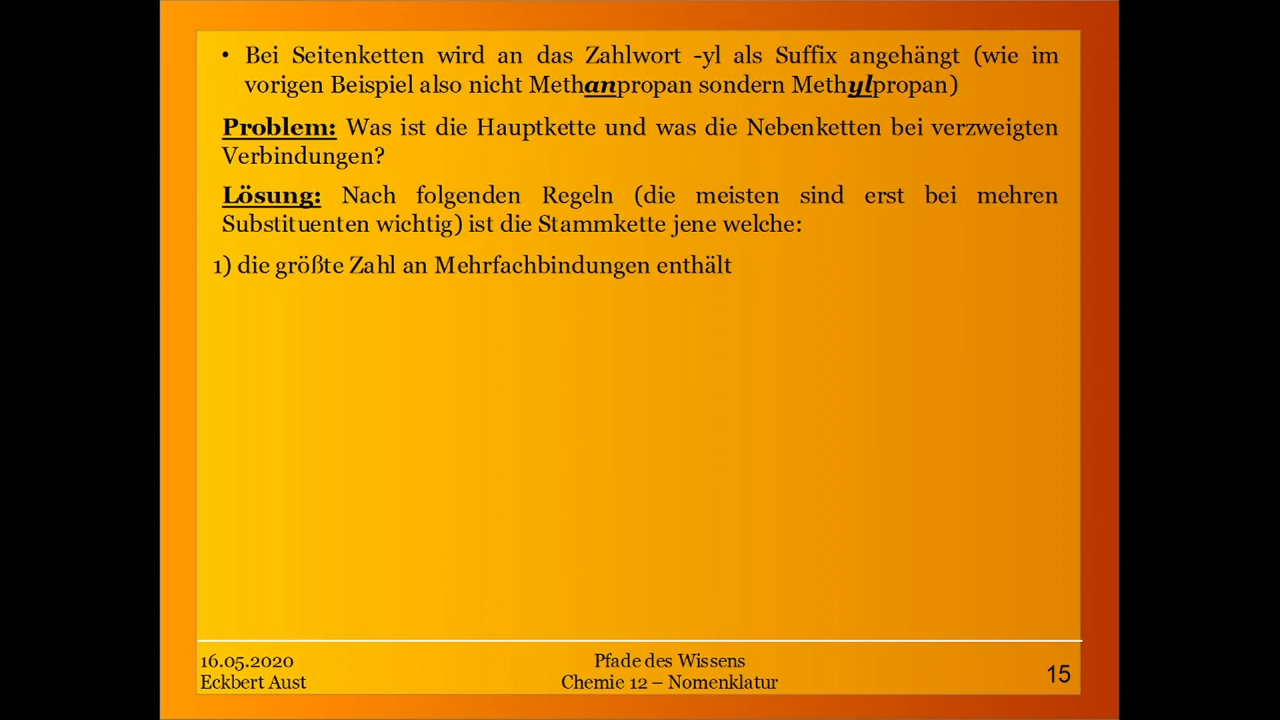 • Bei Seitenketten wird an das Zahlwort -yl als Suffix angehängt (wie im
vorigen Beispiel also nicht Methanpropan sondern Methylpropan)
Problem: Was ist die Hauptkette und was die Nebenketten bei verzweigten
Verbindungen?
Lösung: Nach folgenden Regeln (die meisten sind erst bei mehren
Substituenten wichtig) ist die Stammkette jene welche:
1) die größte Zahl an Mehrfachbindungen enthält
16.05.2020
Eckbert Aust
Pfade des Wissens
Chemie 12 – Nomenklatur
15